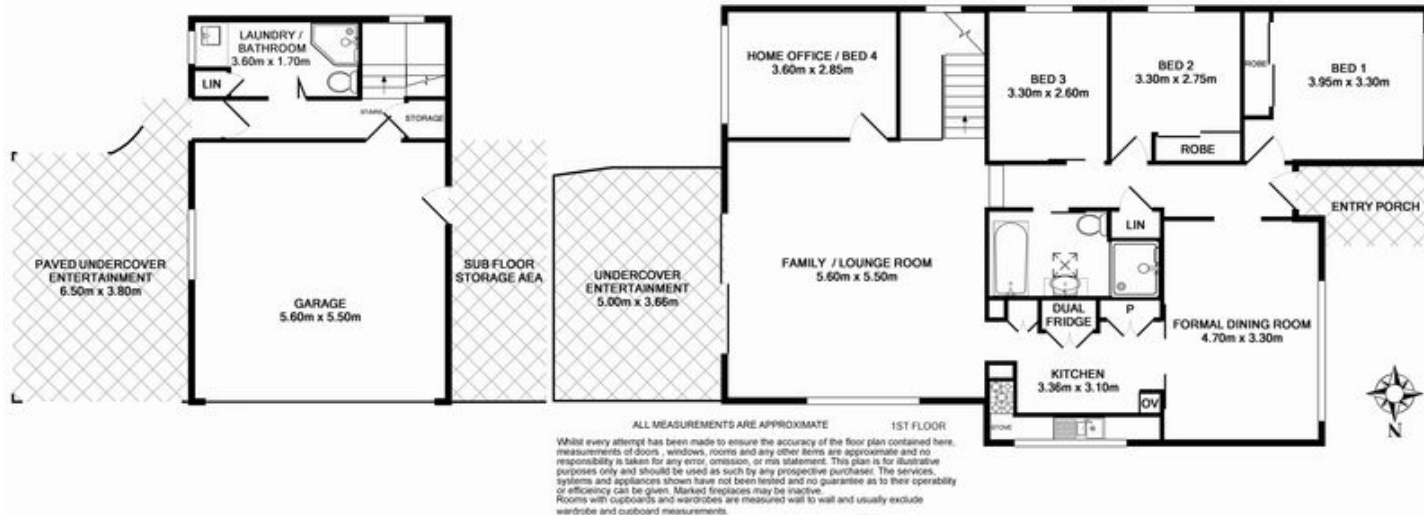 LAUNDRY /
BATHROOM
3.60m x 1.70m
LIN
STAIRS
STORAGE
PAVED UNDERCOVER
ENTERTAINMENT
6.50m x 3.80m
GARAGE
5.60m x 5.50m
SUB FLOOR
STORAGE AEA
HOME OFFICE / BED 4
3.60m x 2.85m
BED 3
3.30m x 2.60m
BED 2
3.30m x 2.75m
ROBE
ROBE
BED 1
3.95m x 3.30m
ENTRY PORCH
LIN
UNDERCOVER
ENTERTAINMENT
5.00m x 3.66m
FAMILY / LOUNGE ROOM
5.60m x 5.50m
DUAL
FRIDGE
P
FORMAL DINING ROOM
4.70m x 3.30m
KITCHEN
3.36m x 3.10m
OV
STOVE
N
ALL MEASUREMENTS ARE APPROXIMATE
1ST FLOOR
Whilst every attempt has been made to ensure the accuracy of the floor plan contained here,
measurements of doors , windows, rooms and any other items are approximate and no
responsibility is taken for any error, omission, or mis statement. This plan is for illustrative
purposes only and should be used as such by any prospective purchaser. The services,
systems and appliances shown have not been tested and no guarantee as to their operability
or efficiency can be given. Marked fireplaces may be inactive.
Rooms with cupboards and wardrobes are measured wall to wall and usually exclude
wardrobe and cupboard measurements.